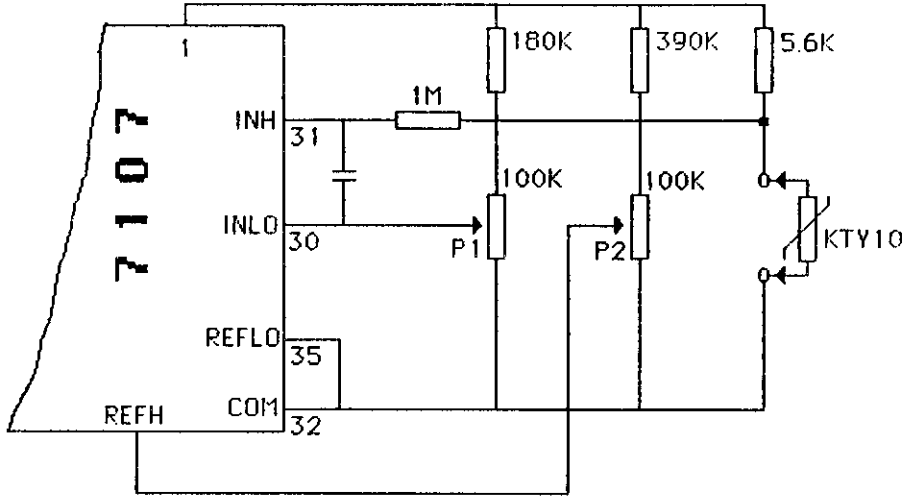 1
180K
390K
5.6K
1M
INH
31
7107
100K
100K
INLO
30
P1
P2
KTY10
REFLO
35
REFH
COM
32